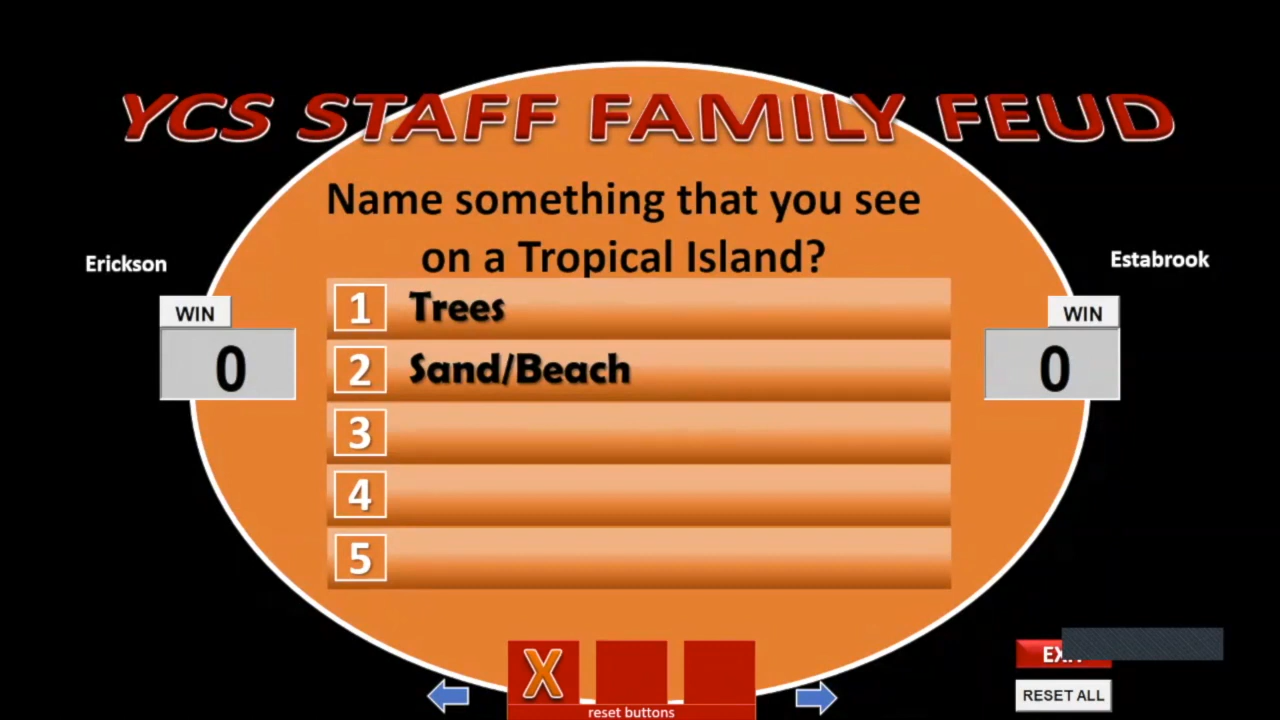 YCS STAFF FAMILY FEUD
Name something that you see
on a Tropical Island?
Erickson
Estabrook
WIN
WIN
0
0
1 Trees
2 Sand/Beach
3
4
5
X
reset buttons
RESET ALL